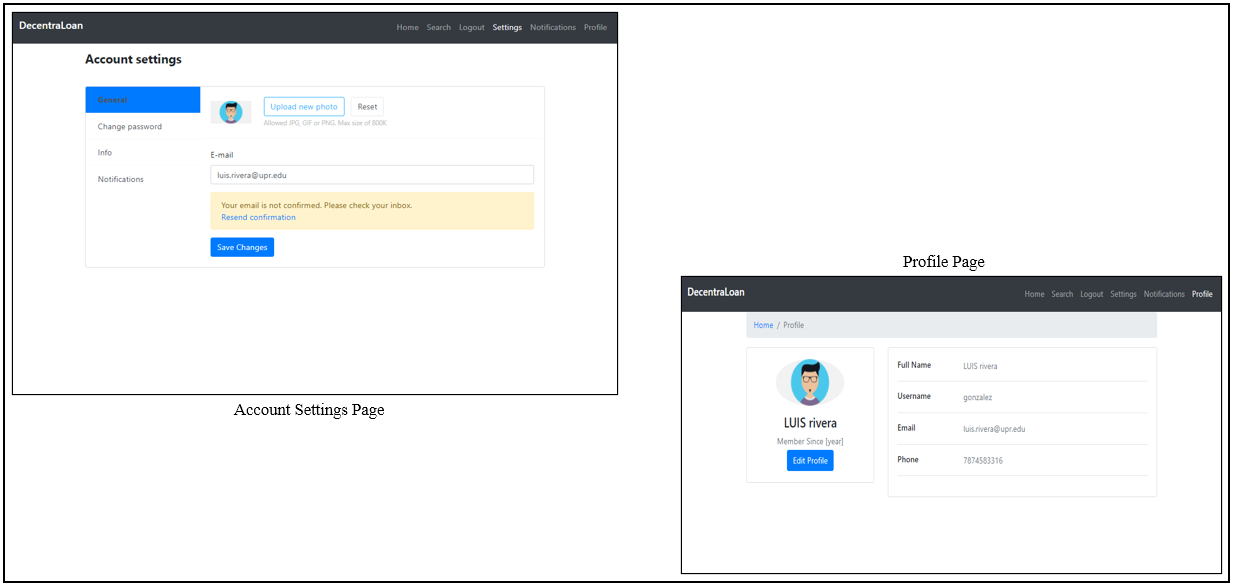 DecentraLoan
Home Search Logout Settings Notifications Profile
Account settings
General
Upload new photo Reset
Allowed JPG, GIF or PNG. Max size of 800K
Change password
Info
Notifications
E-mail
luis.rivera@upr.edu
Your email is not confirmed. Please check your inbox.
Resend confirmation
Save Changes
Account Settings Page
Profile Page
DecentraLoan
Home Search Logout Settings Notifications Profile
Home / Profile
LUIS rivera
Member Since [year]
Edit Profile
Full Name LUIS rivera
Username gonzalez
Email luis.rivera@upr.edu
Phone 7874583316